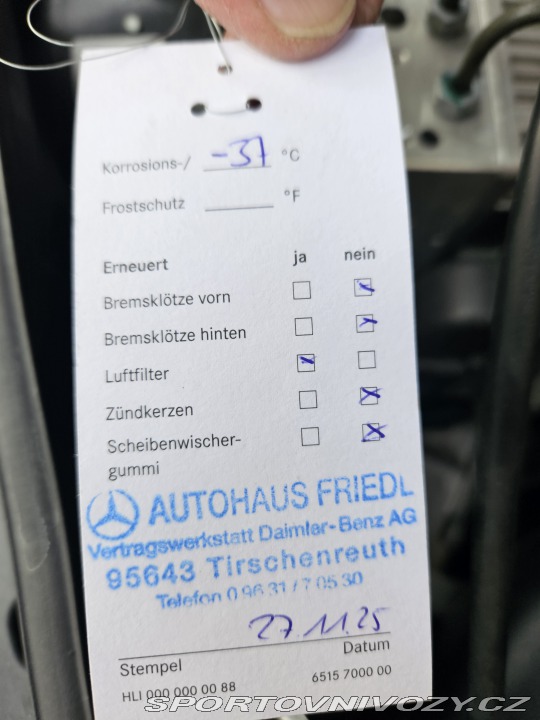 Korrosions-/ -37 °C
Frostschutz °F
Erneuert ja nein
Bremsklötze vorn
Bremsklötze hinten
Luftfilter
Zündkerzen
Scheibenwischer-
gummi
AUTOHAUS FRIEDL
Vertragswerkstatt Daimler-Benz AG
95643 Tirschenreuth
Telefon 0 96 31 / 7 05 30
27.11.25
Stempel Datum
HLI 000 000 00 88 6515 7000 00
SPORTOVNIVOZY.CZ